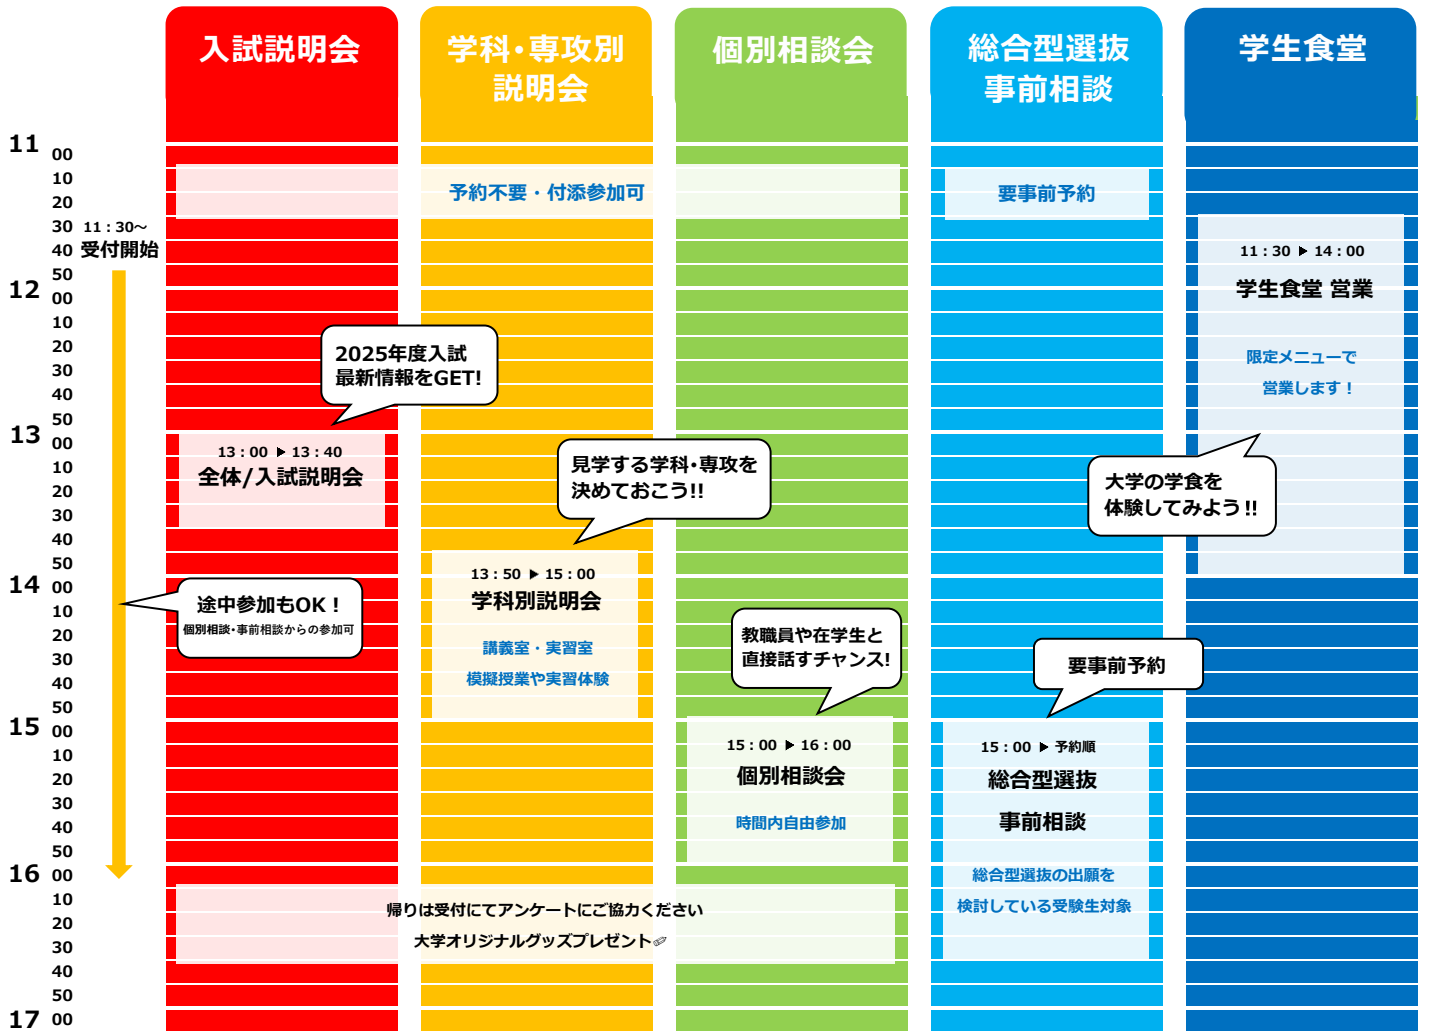 入試説明会
学科・専攻別
説明会
個別相談会
総合型選抜
事前相談
学生食堂
11
00
10
20
30
40
50
12
00
10
20
30
40
50
13
00
10
20
30
40
50
14
00
10
20
30
40
50
15
00
10
20
30
40
50
16
00
10
20
30
40
50
17
00
11：30～
受付開始
予約不要・付添参加可
要事前予約
11：30 ▶ 14：00
学生食堂 営業
限定メニューで
営業します！
2025年度入試
最新情報をGET!
13：00 ▶ 13：40
全体/入試説明会
見学する学科・専攻を
決めておこう!!
大学の学食を
体験してみよう!!
13：50 ▶ 15：00
学科別説明会
講義室・実習室
模擬授業や実習体験
途中参加もOK！
個別相談・事前相談からの参加可
教職員や在学生と
直接話すチャンス!
要事前予約
15：00 ▶ 16：00
個別相談会
時間内自由参加
15：00 ▶ 予約順
総合型選抜
事前相談
総合型選抜の出願を
検討している受験生対象
帰りは受付にてアンケートにご協力ください
大学オリジナルグッズプレゼント